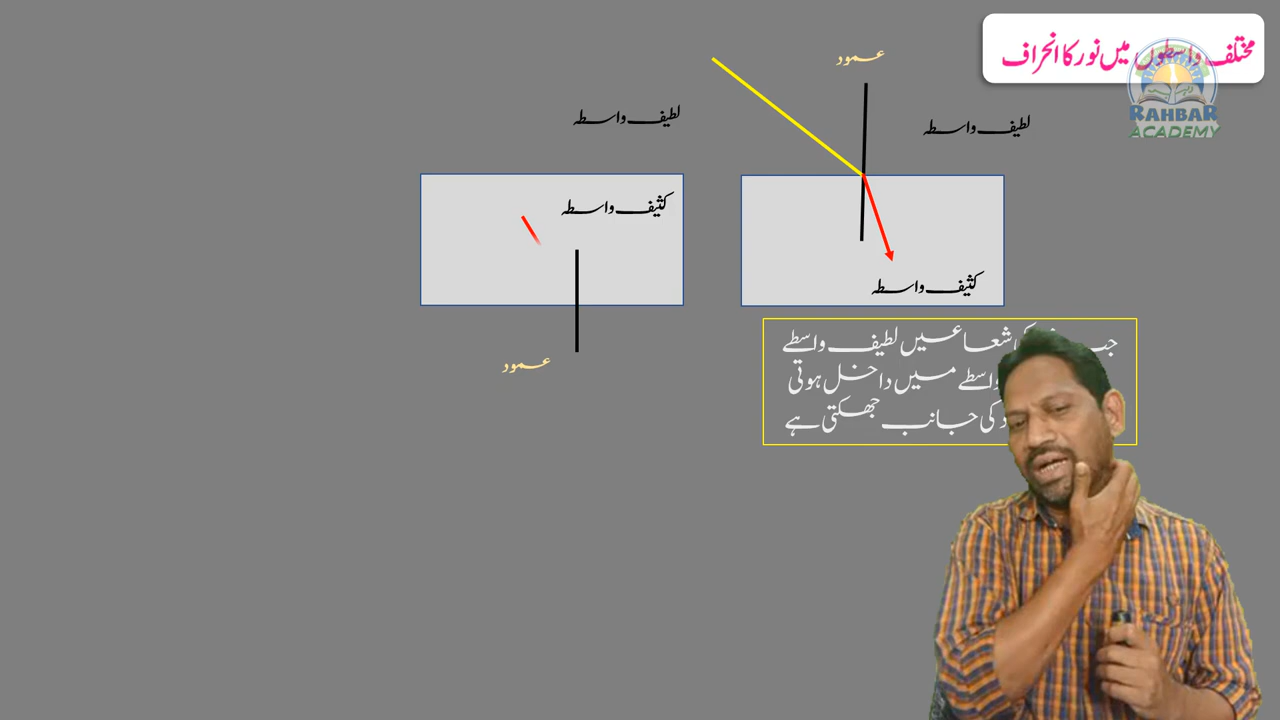 مختلف واسطوں میں نور کا انحراف
RAHBAR
ACADEMY
عمود
لطیف واسطہ
کثیف واسطہ
لطیف واسطہ
کثیف واسطہ
عمود
شعاعیں لطیف واسطے
واسطے میں داخل ہوتی
کی جانب جھکتی ہے